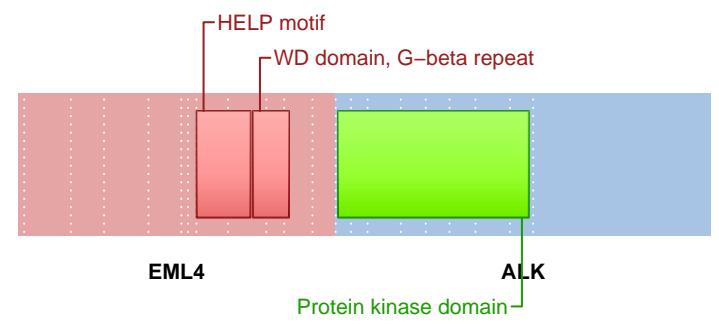 HELP motif
WD domain, G−beta repeat
EML4
ALK
Protein kinase domain